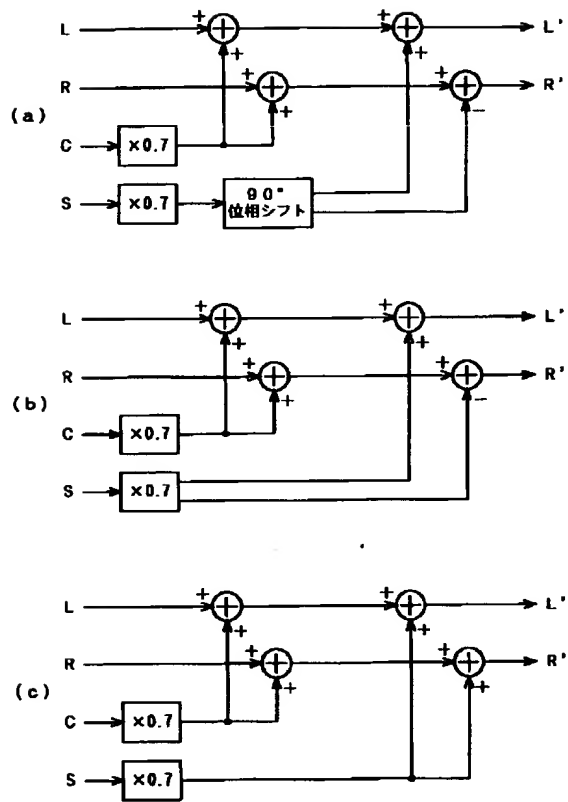 L + + + + L'
R + + + − R'
(a)
C ×0.7
S ×0.7 90°
位相シフト
L + + + + L'
R + + + − R'
(b)
C ×0.7
S ×0.7
L + + + + L'
R + + + + R'
(c)
C ×0.7
S ×0.7